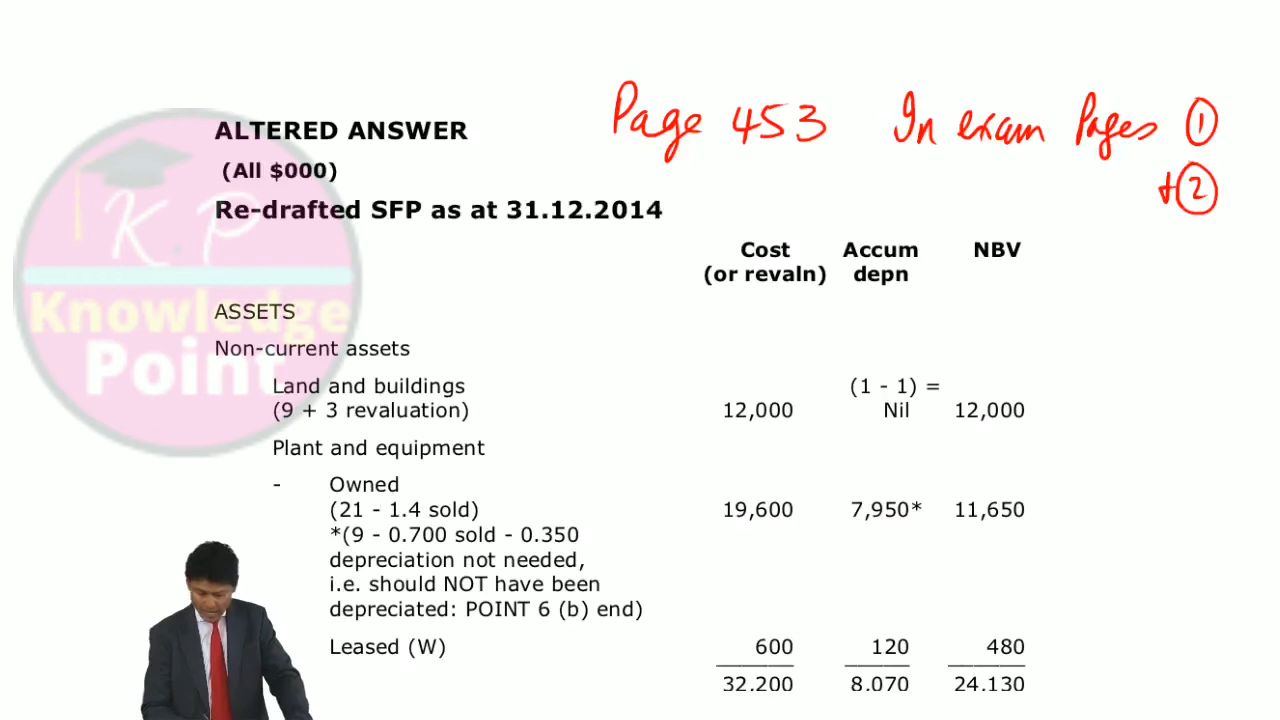 Page 453 In exam Pages 1
+ 2
ALTERED ANSWER
(All $000)
Re-drafted SFP as at 31.12.2014
Cost Accum NBV
(or revaln) depn
ASSETS
Non-current assets
Land and buildings (1 - 1) =
(9 + 3 revaluation) 12,000 Nil 12,000
Plant and equipment
- Owned
(21 - 1.4 sold) 19,600 7,950* 11,650
*(9 - 0.700 sold - 0.350
depreciation not needed,
i.e. should NOT have been
depreciated: POINT 6 (b) end)
Leased (W) 600 120 480
32,200 8,070 24,130
K.P
Knowledge
Point